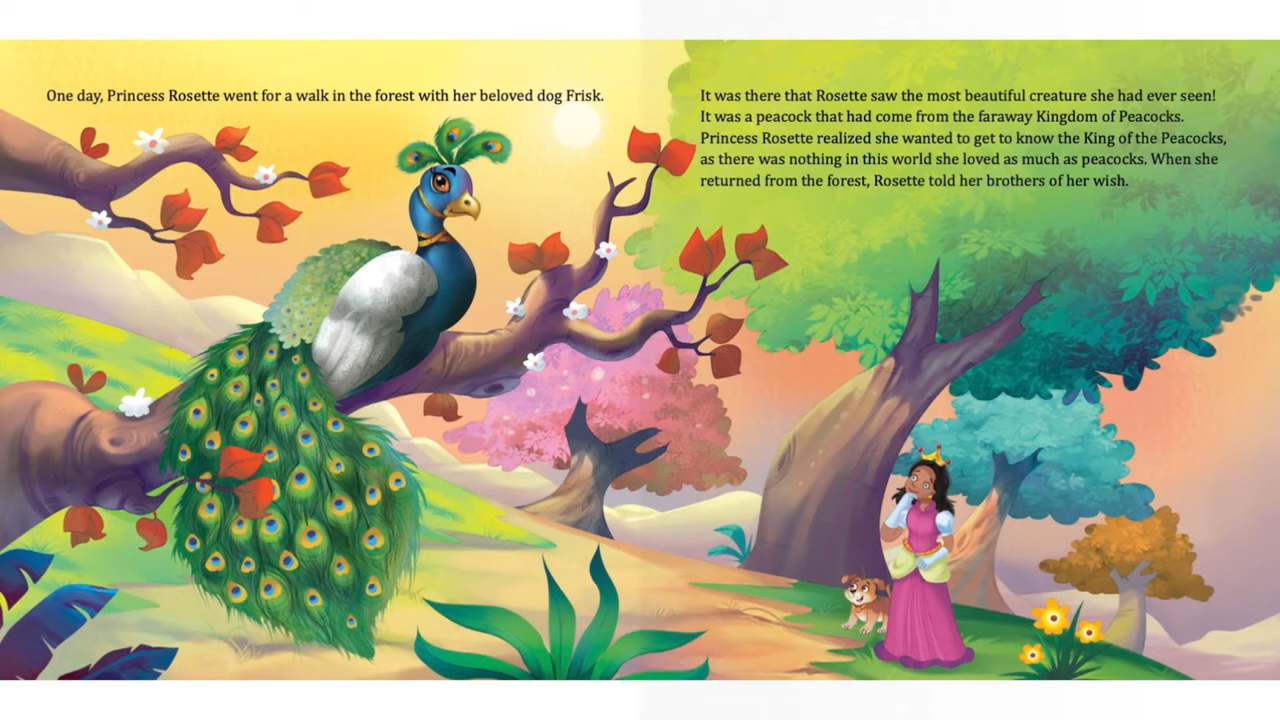 One day, Princess Rosette went for a walk in the forest with her beloved dog Frisk.
It was there that Rosette saw the most beautiful creature she had ever seen!
It was a peacock that had come from the faraway Kingdom of Peacocks.
Princess Rosette realized she wanted to get to know the King of the Peacocks,
as there was nothing in this world she loved as much as peacocks. When she
returned from the forest, Rosette told her brothers of her wish.